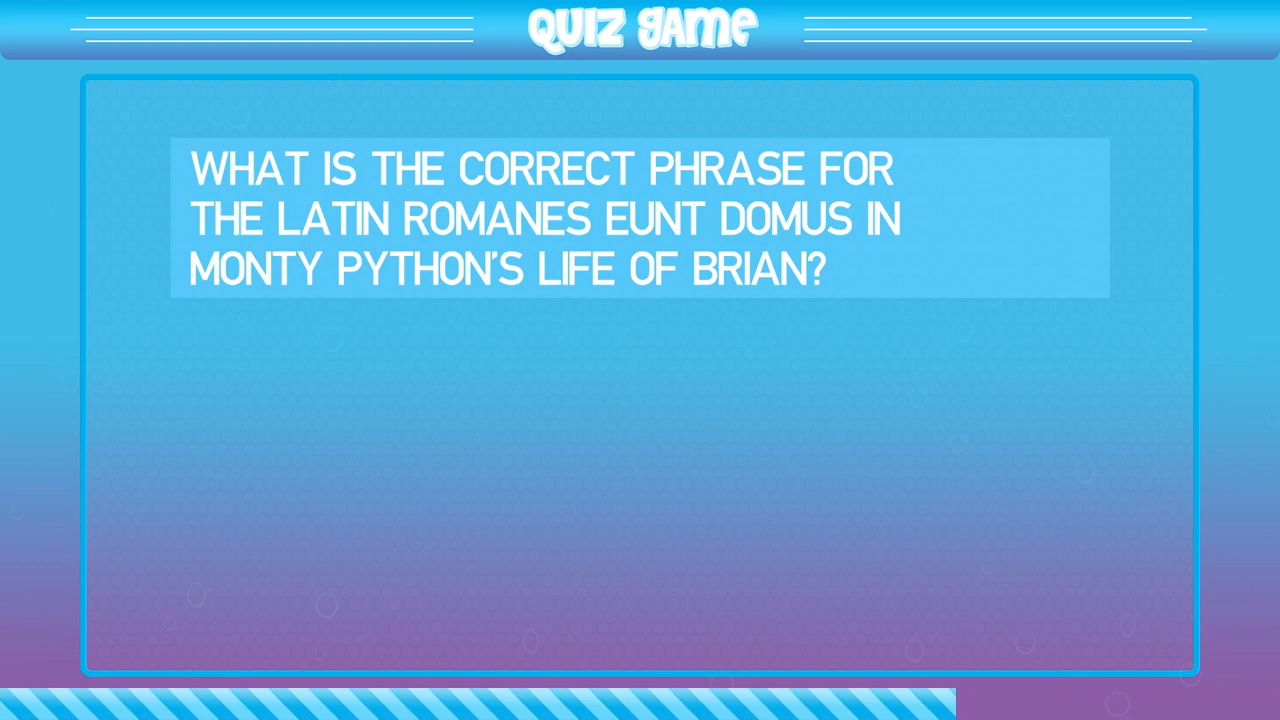 QUIZ GAME
WHAT IS THE CORRECT PHRASE FOR
THE LATIN ROMANES EUNT DOMUS IN
MONTY PYTHON'S LIFE OF BRIAN?